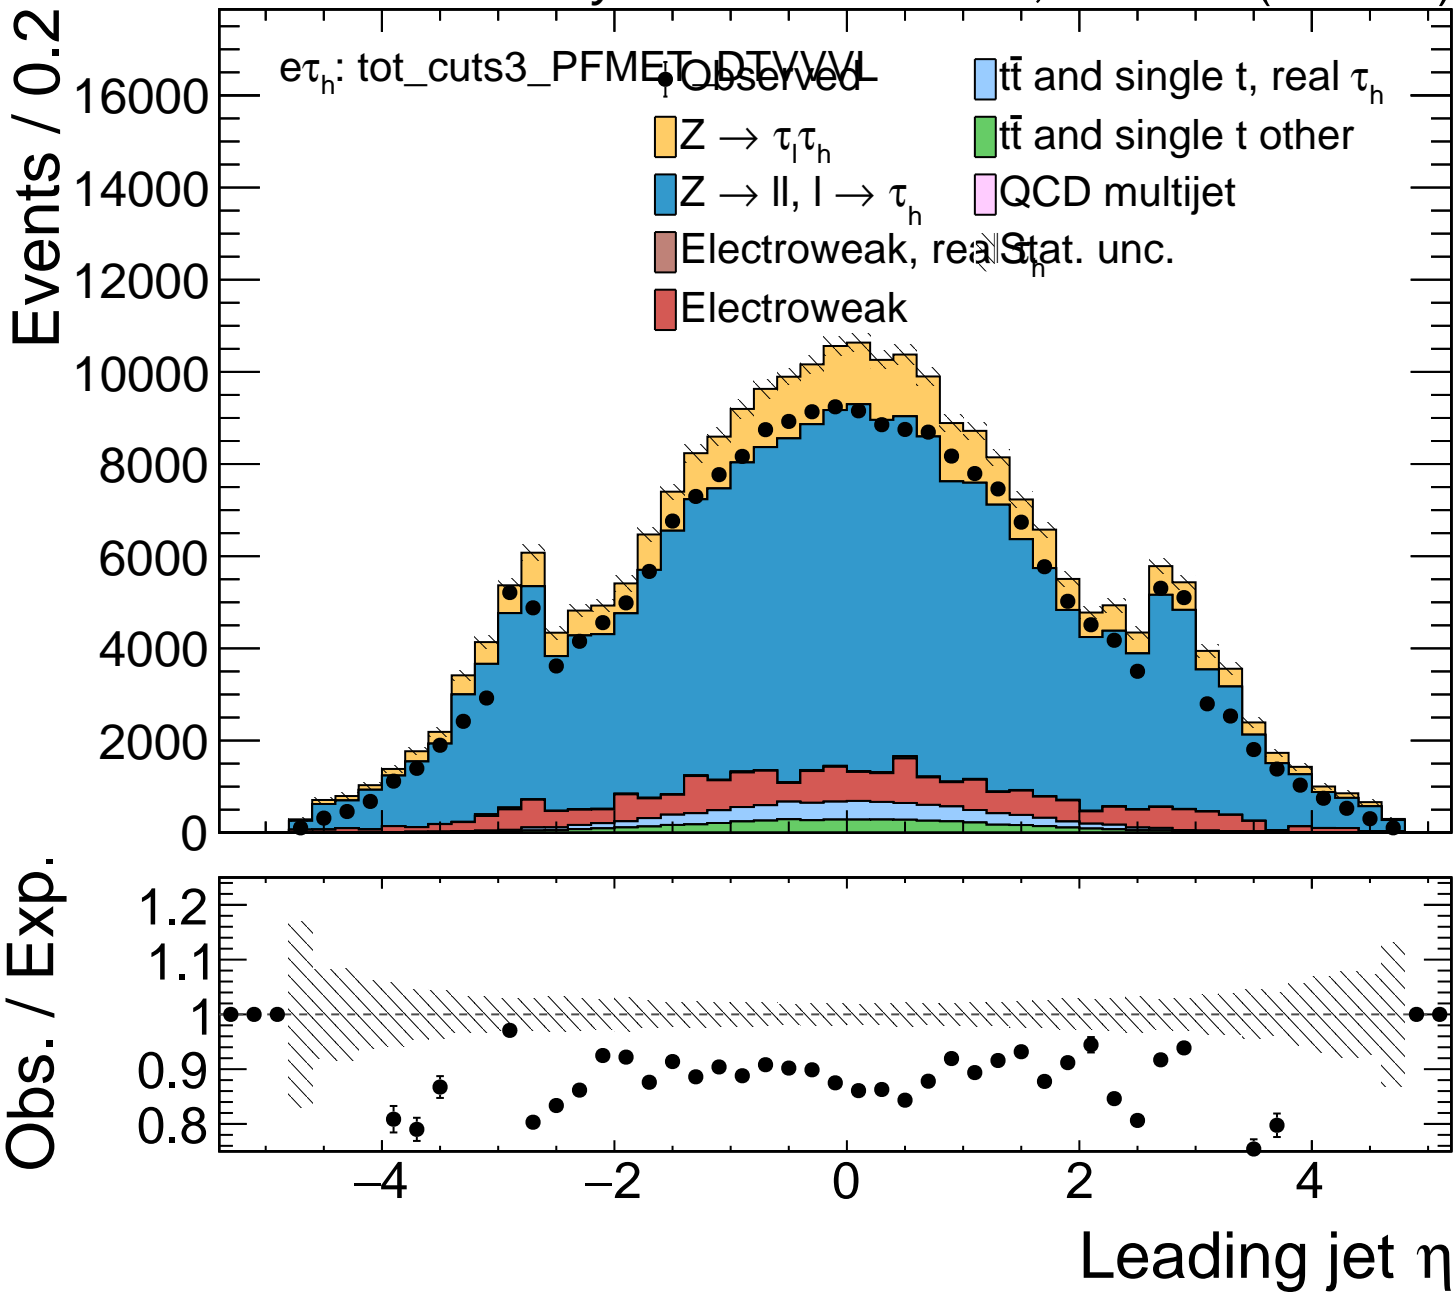 eτh: tot_cuts3_PFMET_DTVVVL
Observed
Z → τlτh
Z → ll, l → τh
Electroweak, real τh
Electroweak
tt̄ and single t, real τh
tt̄ and single t other
QCD multijet
Stat. unc.
Events / 0.2
16000
14000
12000
10000
8000
6000
4000
2000
0
Obs. / Exp.
1.2
1.1
1
0.9
0.8
−4 −2 0 2 4
Leading jet η